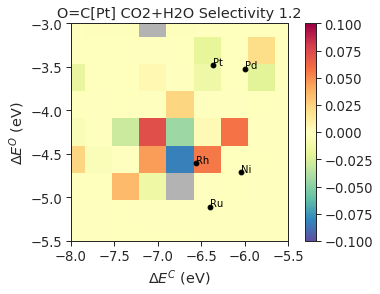 O=C[Pt] CO2+H2O Selectivity 1.2
−3.0
−3.5
−4.0
−4.5
−5.0
−5.5
ΔE^O (eV)
−8.0 −7.5 −7.0 −6.5 −6.0 −5.5
ΔE^C (eV)
Pt
Pd
Rh
Ni
Ru
0.100
0.075
0.050
0.025
0.000
−0.025
−0.050
−0.075
−0.100